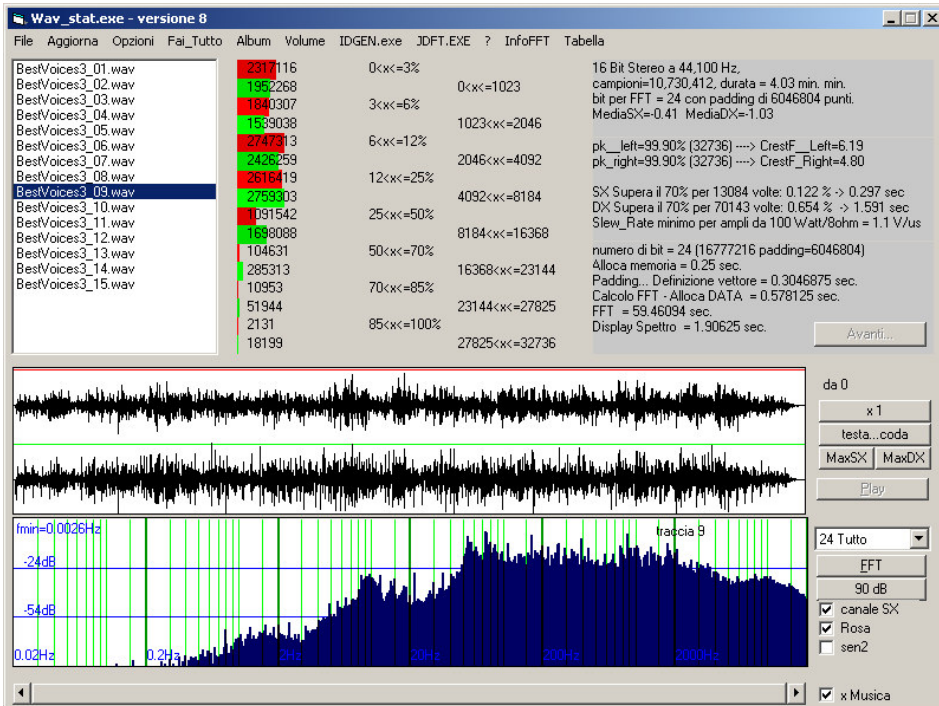 Wav_stat.exe - versione 8
File Aggiorna Opzioni Fai_Tutto Album Volume IDGEN.exe JDFT.EXE ? InfoFFT Tabella
BestVoices3_01.wav
BestVoices3_02.wav
BestVoices3_03.wav
BestVoices3_04.wav
BestVoices3_05.wav
BestVoices3_06.wav
BestVoices3_07.wav
BestVoices3_08.wav
BestVoices3_09.wav
BestVoices3_10.wav
BestVoices3_11.wav
BestVoices3_12.wav
BestVoices3_13.wav
BestVoices3_14.wav
BestVoices3_15.wav
2317116 0<x<=3%
1952268 0<x<=1023
1840307 3<x<=6%
1539038 1023<x<=2046
2747313 6<x<=12%
2426259 2046<x<=4092
2616419 12<x<=25%
2759303 4092<x<=8184
1091542 25<x<=50%
1698088 8184<x<=16368
104631 50<x<=70%
285313 16368<x<=23144
10953 70<x<=85%
51944 23144<x<=27825
2131 85<x<=100%
18199 27825<x<=32736
16 Bit Stereo a 44,100 Hz,
campioni=10,730,412, durata = 4.03 min. min.
bit per FFT = 24 con padding di 6046804 punti.
MediaSX=-0.41 MediaDX=-1.03
pk__left=99.90% (32736) ----> CrestF__Left=6.19
pk_right=99.90% (32736) ----> CrestF_Right=4.80
SX Supera il 70% per 13084 volte: 0.122 % -> 0.297 sec
DX Supera il 70% per 70143 volte: 0.654 % -> 1.591 sec
Slew_Rate minimo per ampli da 100 Watt/8ohm = 1.1 V/us
numero di bit = 24 (16777216 padding=6046804)
Alloca memoria = 0.25 sec.
Padding... Definizione vettore = 0.3046875 sec.
Calcolo FFT - Alloca DATA = 0.578125 sec.
FFT = 59.46094 sec.
Display Spettro = 1.90625 sec.
Avanti...
da 0
x 1
testa...coda
MaxSX MaxDX
Play
fmin=0.0026Hz
traccia 9
-24dB
-54dB
0.02Hz 0.2Hz 2Hz 20Hz 200Hz 2000Hz
24 Tutto
FFT
90 dB
canale SX
Rosa
sen2
x Musica